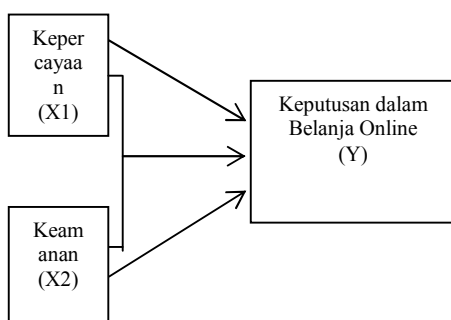 Keper
cayaa
n
(X1)
Keputusan dalam
Belanja Online
(Y)
Keam
anan
(X2)